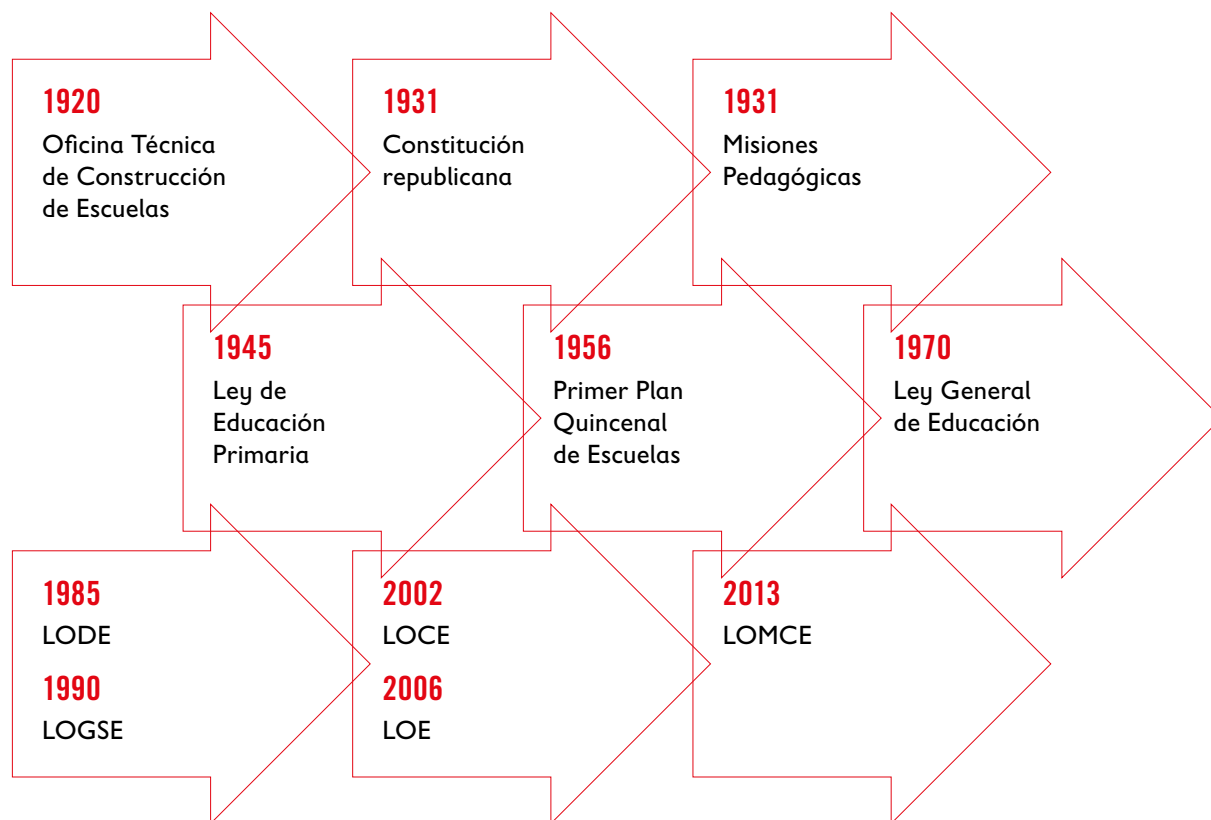 1920
Oficina Técnica
de Construcción
de Escuelas
1931
Constitución
republicana
1931
Misiones
Pedagógicas
1945
Ley de
Educación
Primaria
1956
Primer Plan
Quincenal
de Escuelas
1970
Ley General
de Educación
1985
LODE
1990
LOGSE
2002
LOCE
2006
LOE
2013
LOMCE